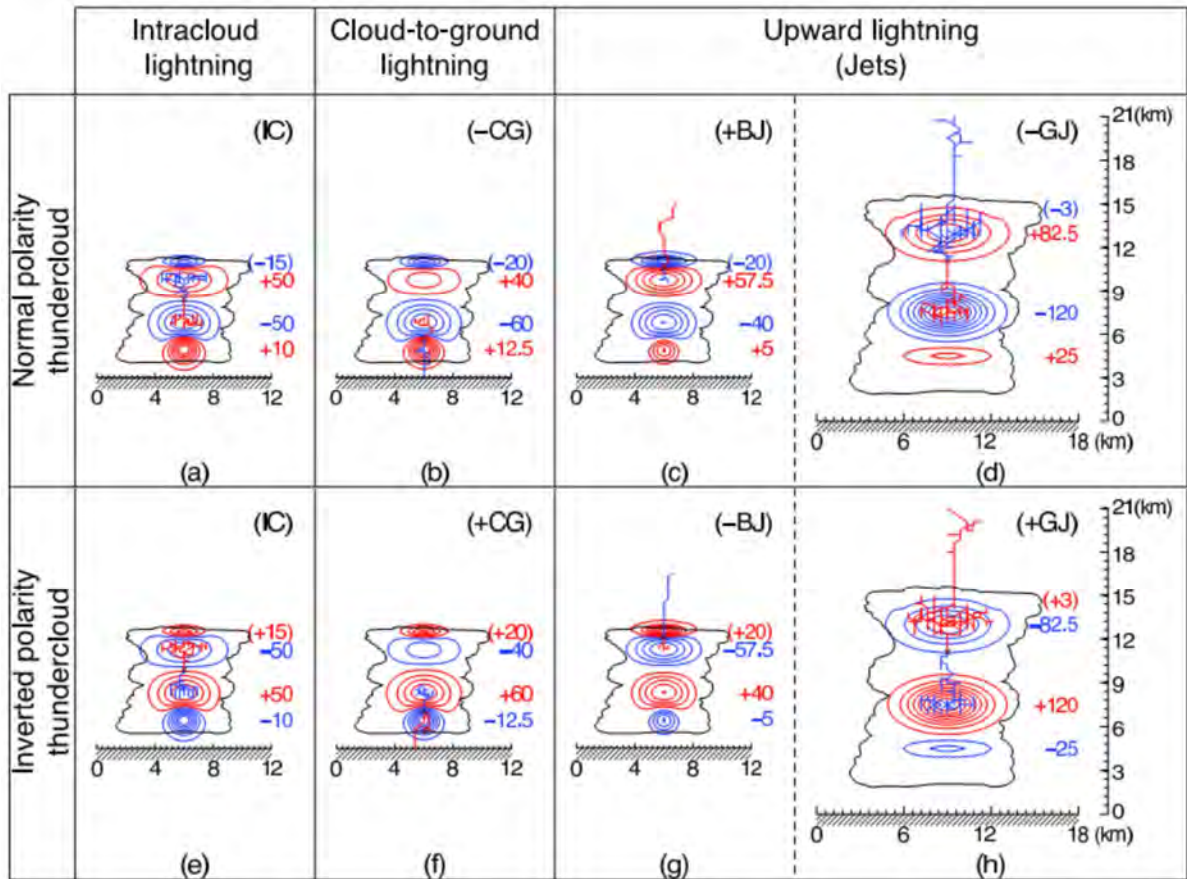 Intracloud
lightning
Cloud-to-ground
lightning
Upward lightning
(Jets)
Normal polarity
thundercloud
(IC)
(−15)
+50
−50
+10
0 4 8 12
(a)
(−CG)
(−20)
+40
−60
+12.5
0 4 8 12
(b)
(+BJ)
(−20)
+57.5
−40
+5
0 4 8 12
(c)
(−GJ)
(−3)
+82.5
−120
+25
21(km)
18
15
12
9
6
3
0
0 6 12 18 (km)
(d)
Inverted polarity
thundercloud
(IC)
(+15)
−50
+50
−10
0 4 8 12
(e)
(+CG)
(+20)
−40
+60
−12.5
0 4 8 12
(f)
(−BJ)
(+20)
−57.5
+40
−5
0 4 8 12
(g)
(+GJ)
(+3)
−82.5
+120
−25
21(km)
18
15
12
9
6
3
0
0 6 12 18 (km)
(h)